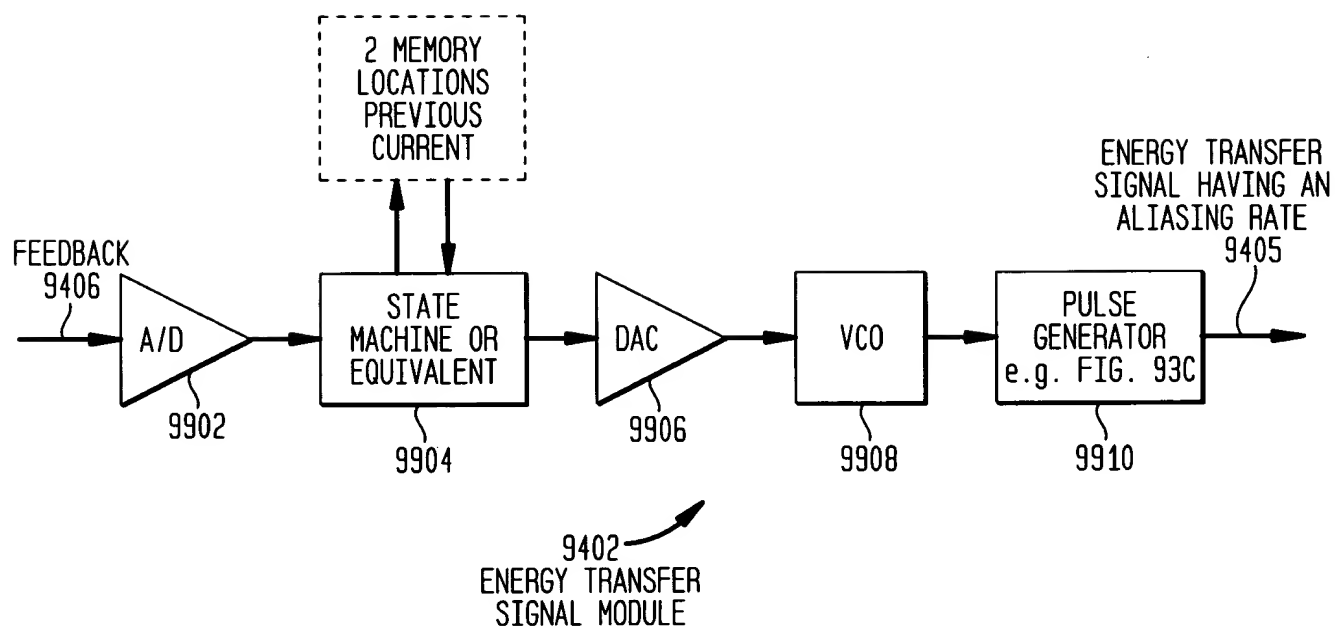 2 MEMORY
LOCATIONS
PREVIOUS
CURRENT
ENERGY TRANSFER
SIGNAL HAVING AN
ALIASING RATE
9405
FEEDBACK
9406
A/D
STATE
MACHINE OR
EQUIVALENT
DAC
VCO
PULSE
GENERATOR
e.g. FIG. 93C
9902
9904
9906
9908
9910
9402
ENERGY TRANSFER
SIGNAL MODULE